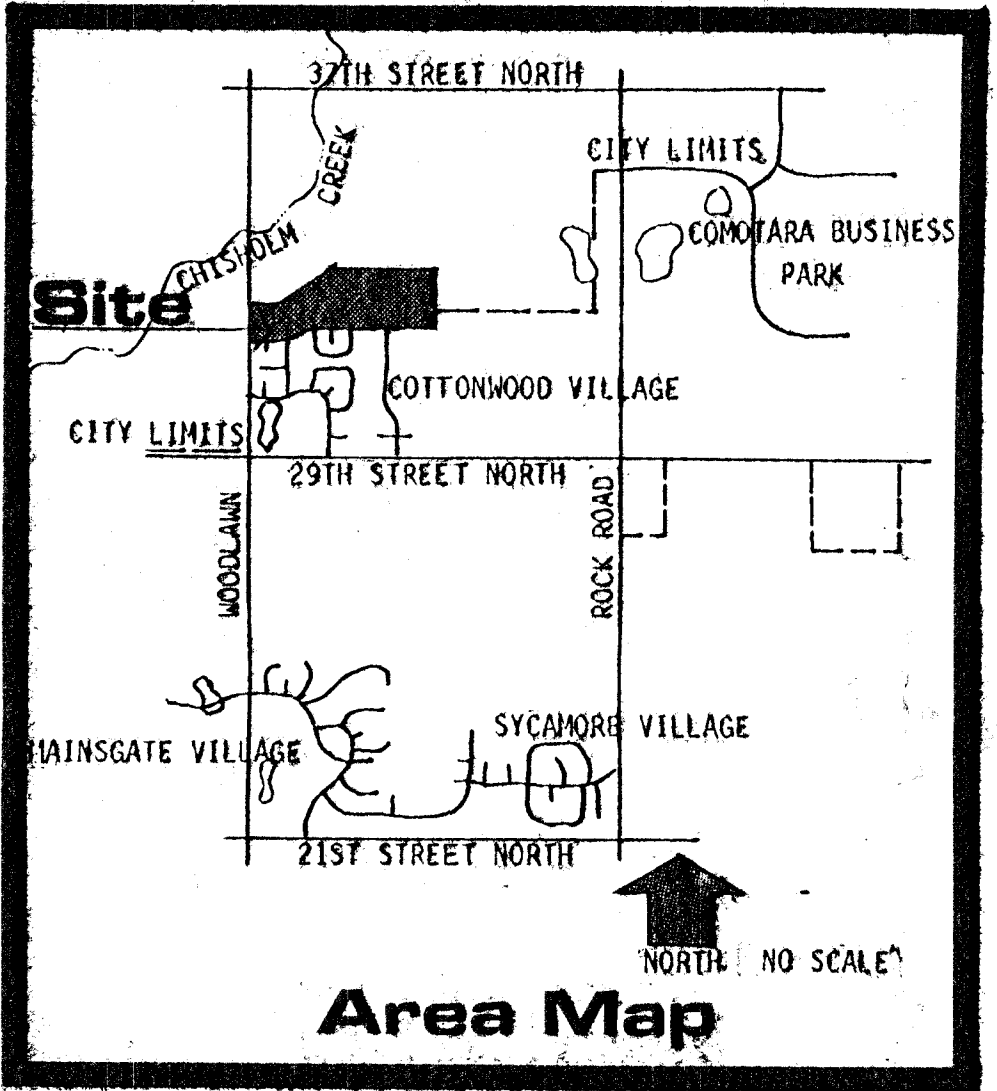 37TH STREET NORTH
CITY LIMITS
CREEK
CHISHOLM
COMOTARA BUSINESS
PARK
Site
COTTONWOOD VILLAGE
CITY LIMITS
29TH STREET NORTH
WOODLAWN
ROCK ROAD
SYCAMORE VILLAGE
MAINSGATE VILLAGE
21ST STREET NORTH
NORTH NO SCALE
Area Map